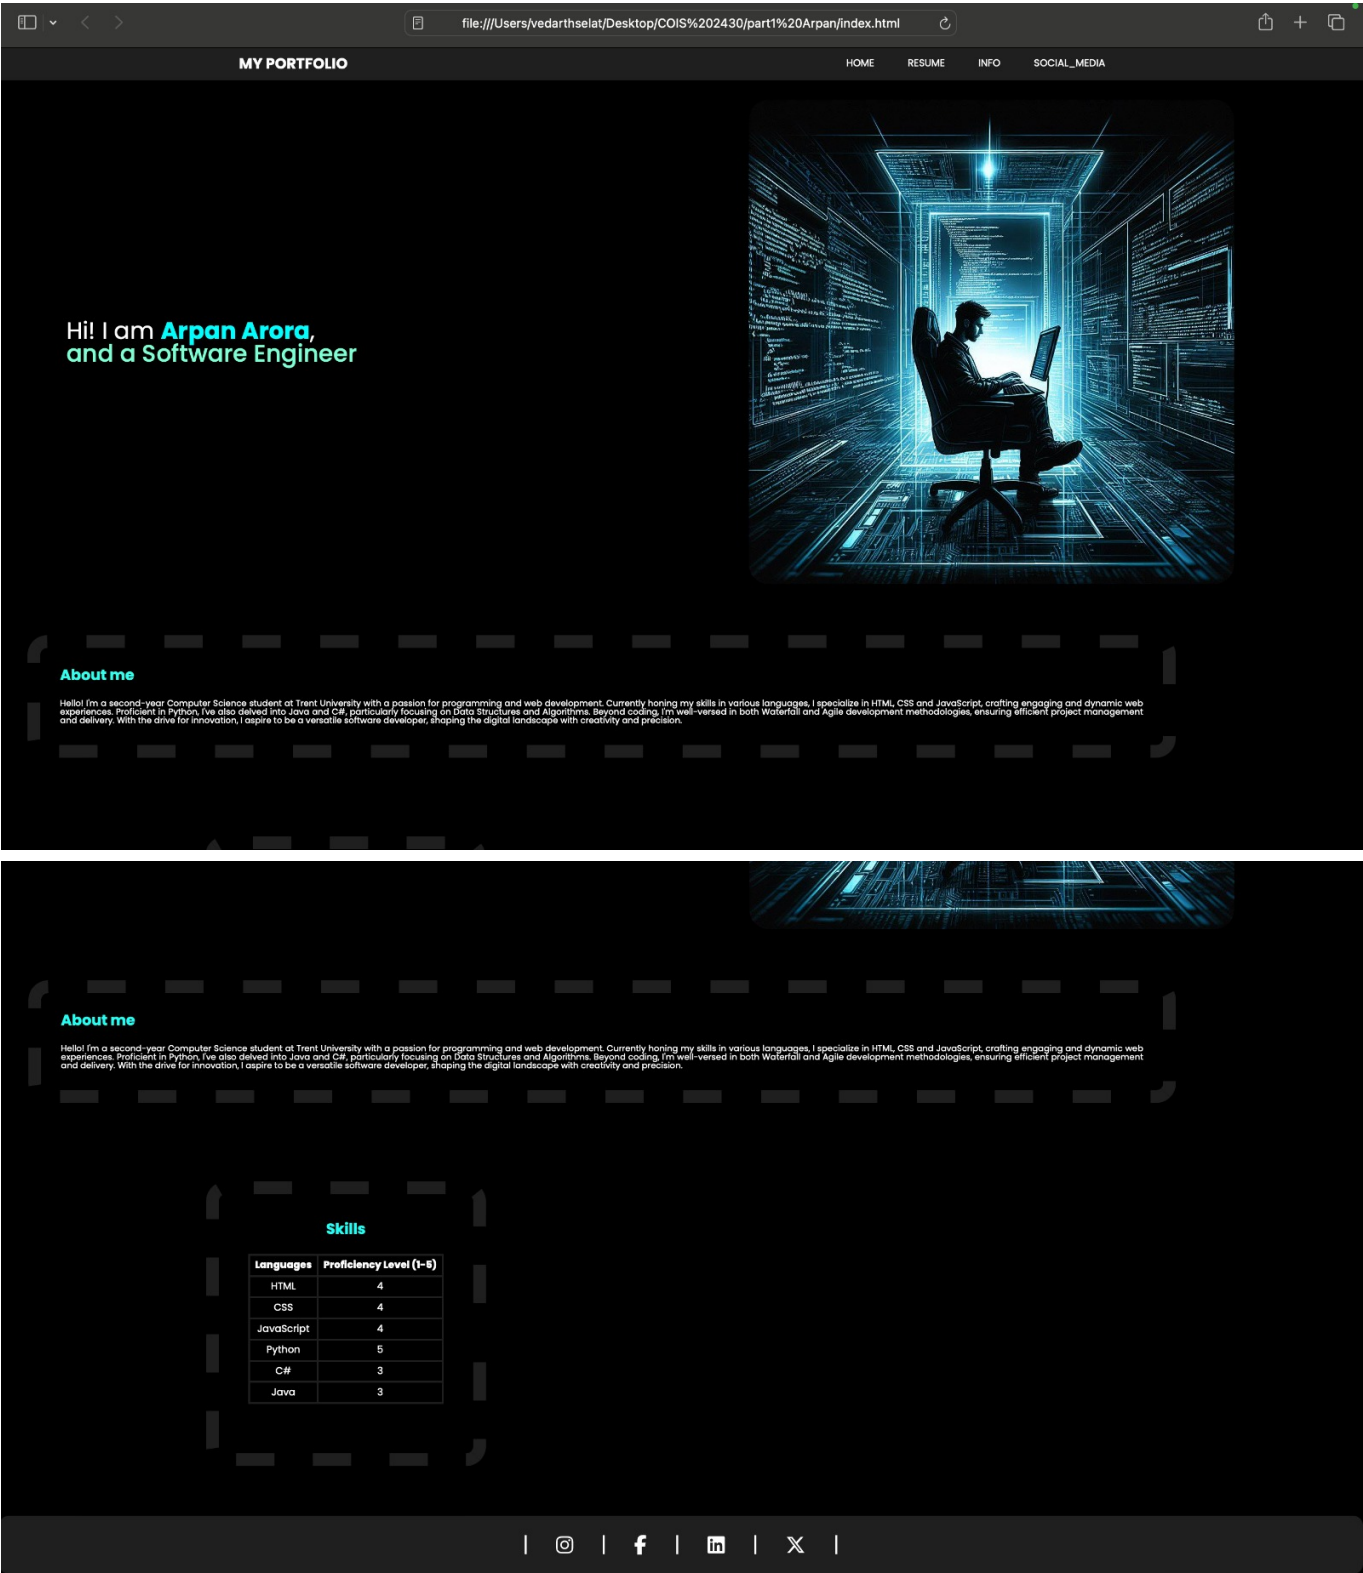 file:///Users/vedarthselat/Desktop/COIS%202430/part1%20Arpan/index.html
MY PORTFOLIO HOME RESUME INFO SOCIAL_MEDIA
Hi! I am Arpan Arora,
and a Software Engineer
About me
Hello! I'm a second-year Computer Science student at Trent University with a passion for programming and web development. Currently honing my skills in various languages, I specialize in HTML, CSS and JavaScript, crafting engaging and dynamic web
experiences. Proficient in Python, I've also delved into Java and C#, particularly focusing on Data Structures and Algorithms. Beyond coding, I'm well-versed in both Waterfall and Agile development methodologies, ensuring efficient project management
and delivery. With the drive for innovation, I aspire to be a versatile software developer, shaping the digital landscape with creativity and precision.
About me
Hello! I'm a second-year Computer Science student at Trent University with a passion for programming and web development. Currently honing my skills in various languages, I specialize in HTML, CSS and JavaScript, crafting engaging and dynamic web
experiences. Proficient in Python, I've also delved into Java and C#, particularly focusing on Data Structures and Algorithms. Beyond coding, I'm well-versed in both Waterfall and Agile development methodologies, ensuring efficient project management
and delivery. With the drive for innovation, I aspire to be a versatile software developer, shaping the digital landscape with creativity and precision.
Skills
Languages Proficiency Level (1-5)
HTML 4
CSS 4
JavaScript 4
Python 5
C# 3
Java 3